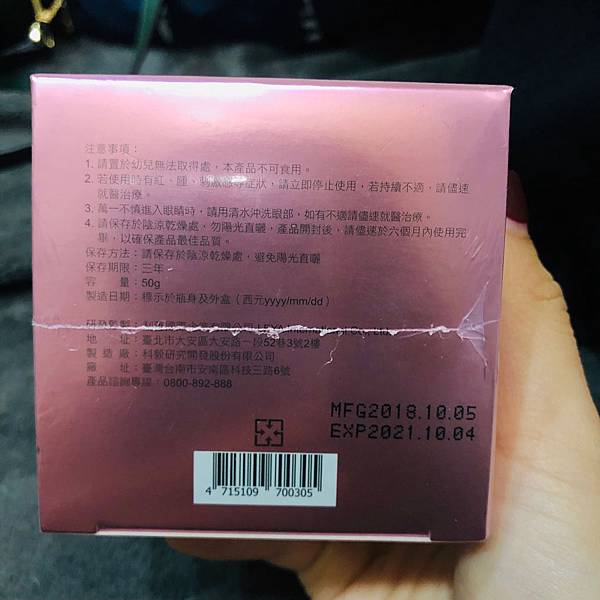 注意事項：
1. 請置於幼兒無法取得處，本產品不可食用。
2. 若使用時有紅、腫、刺激感等症狀，請立即停止使用，若持續不適，請儘速
就醫治療。
3. 萬一不慎進入眼睛時，請用清水沖洗眼部，如有不適請儘速就醫治療。
4. 請保存於陰涼乾燥處，勿陽光直曬，產品開封後，請儘速於六個月內使用完
畢，以確保產品最佳品質。
保存方法：請保存於陰涼乾燥處，避免陽光直曬
保存期限：三年
容　　量：50g
製造日期：標示於瓶身及外盒（西元yyyy/mm/dd）
地　　址：臺北市大安區大安路一段52巷3號2樓
製 造 廠：科毅研究開發股份有限公司
廠　　址：臺灣台南市安南區科技三路6號
產品諮詢專線：0800-892-888
MFG2018.10.05
EXP2021.10.04
4 715109 700305